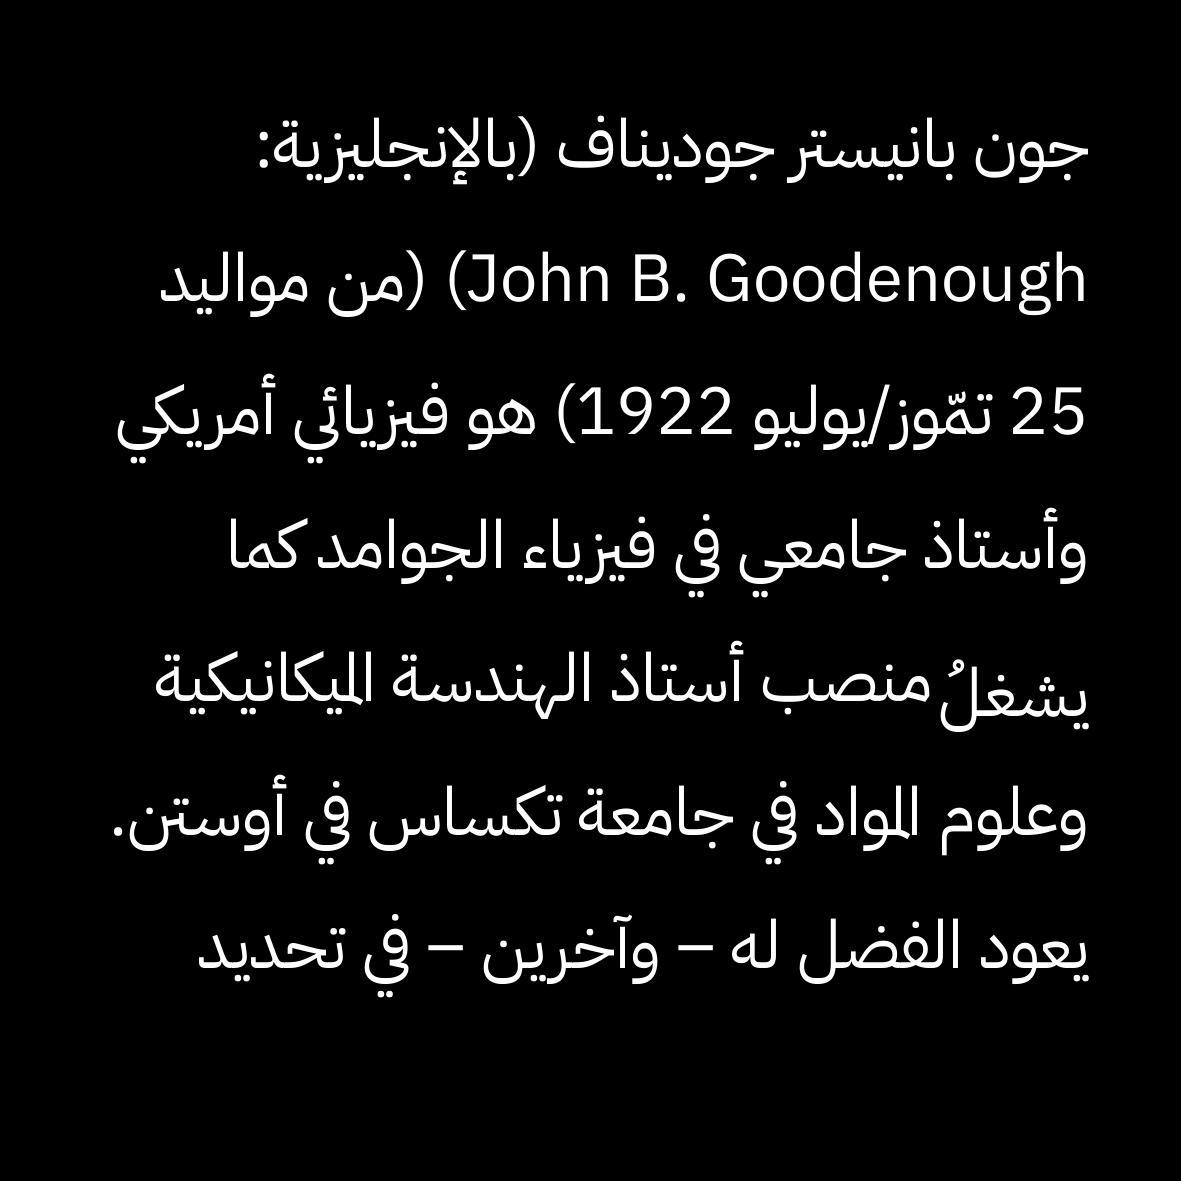 جون بانيستر جوديناف (بالإنجليزية:
John B. Goodenough) (من مواليد
25 تمّوز/يوليو 1922) هو فيزيائي أمريكي
وأستاذ جامعي في فيزياء الجوامد كما
يشغلُ منصب أستاذ الهندسة الميكانيكية
وعلوم المواد في جامعة تكساس في أوستن.
يعود الفضل له – وآخرين – في تحديد